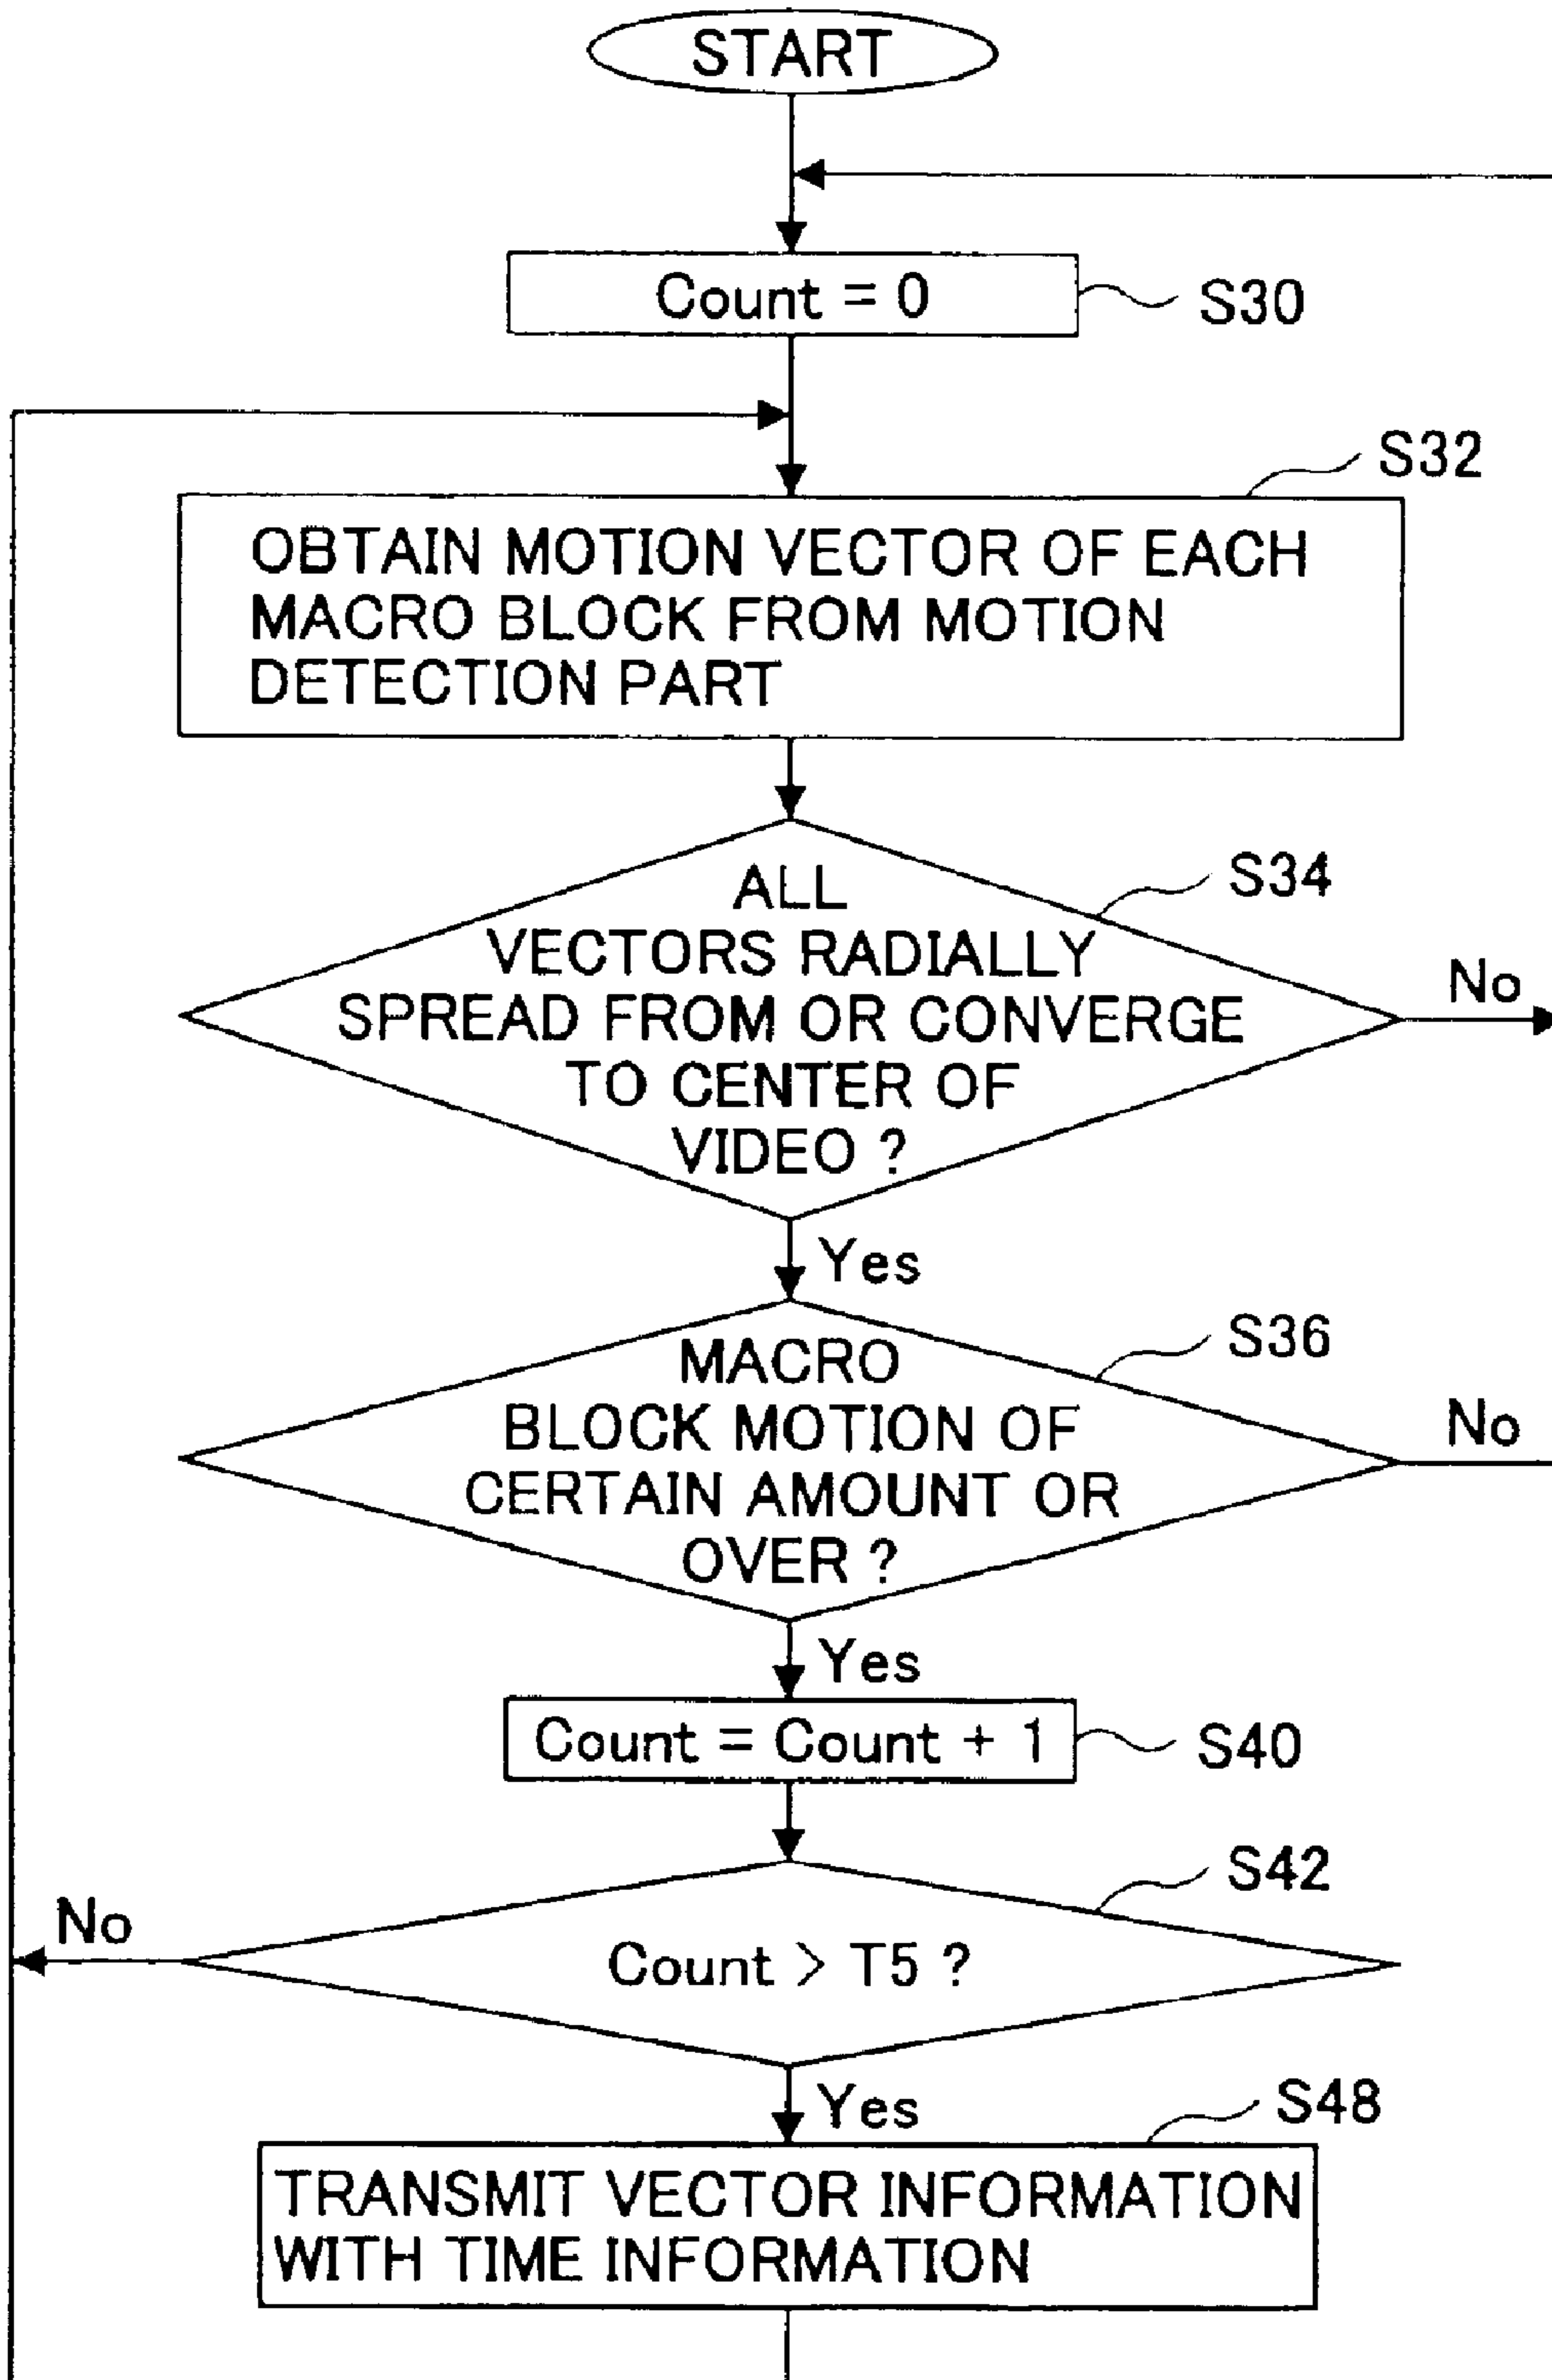 START
Count = 0
S30
S32
OBTAIN MOTION VECTOR OF EACH
MACRO BLOCK FROM MOTION
DETECTION PART
S34
ALL
VECTORS RADIALLY
SPREAD FROM OR CONVERGE
TO CENTER OF
VIDEO ?
No
Yes
S36
MACRO
BLOCK MOTION OF
CERTAIN AMOUNT OR
OVER ?
No
Yes
Count = Count + 1
S40
S42
No
Count > T5 ?
Yes
S48
TRANSMIT VECTOR INFORMATION
WITH TIME INFORMATION